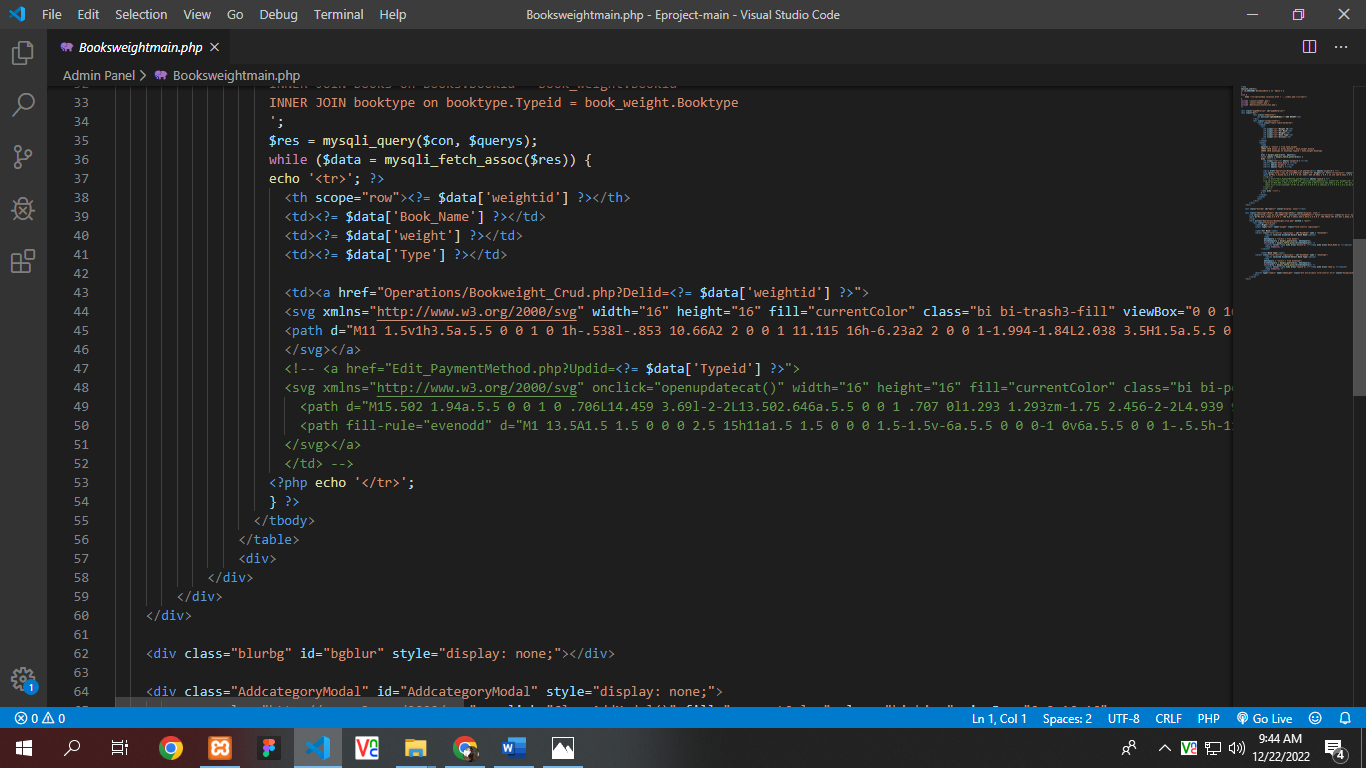 File Edit Selection View Go Debug Terminal Help Booksweightmain.php - Eproject-main - Visual Studio Code
Booksweightmain.php
Admin Panel > Booksweightmain.php
33 INNER JOIN booktype on booktype.Typeid = book_weight.Booktype
34 ';
35 $res = mysqli_query($con, $querys);
36 while ($data = mysqli_fetch_assoc($res)) {
37 echo '<tr>'; ?>
38 <th scope="row"><?= $data['weightid'] ?></th>
39 <td><?= $data['Book_Name'] ?></td>
40 <td><?= $data['weight'] ?></td>
41 <td><?= $data['Type'] ?></td>
42
43 <td><a href="Operations/Bookweight_Crud.php?Delid=<?= $data['weightid'] ?>">
44 <svg xmlns="http://www.w3.org/2000/svg" width="16" height="16" fill="currentColor" class="bi bi-trash3-fill" viewBox="0 0 16
45 <path d="M11 1.5v1h3.5a.5.5 0 0 1 0 1h-.538l-.853 10.66A2 2 0 0 1 11.115 16h-6.23a2 2 0 0 1-1.994-1.84L2.038 3.5H1.5a.5.5 0
46 </svg></a>
47 <!-- <a href="Edit_PaymentMethod.php?Updid=<?= $data['Typeid'] ?>">
48 <svg xmlns="http://www.w3.org/2000/svg" onclick="openupdatecat()" width="16" height="16" fill="currentColor" class="bi bi-pe
49 <path d="M15.502 1.94a.5.5 0 0 1 0 .706L14.459 3.69l-2-2L13.502.646a.5.5 0 0 1 .707 0l1.293 1.293zm-1.75 2.456-2-2L4.939
50 <path fill-rule="evenodd" d="M1 13.5A1.5 1.5 0 0 0 2.5 15h11a1.5 1.5 0 0 0 1.5-1.5v-6a.5.5 0 0 0-1 0v6a.5.5 0 0 1-.5.5h-1
51 </svg></a>
52 </td> -->
53 <?php echo '</tr>';
54 } ?>
55 </tbody>
56 </table>
57 <div>
58 </div>
59 </div>
60 </div>
61
62 <div class="blurbg" id="bgblur" style="display: none;"></div>
63
64 <div class="AddcategoryModal" id="AddcategoryModal" style="display: none;">
1
0 0 Ln 1, Col 1 Spaces: 2 UTF-8 CRLF PHP Go Live
9:44 AM
12/22/2022
4